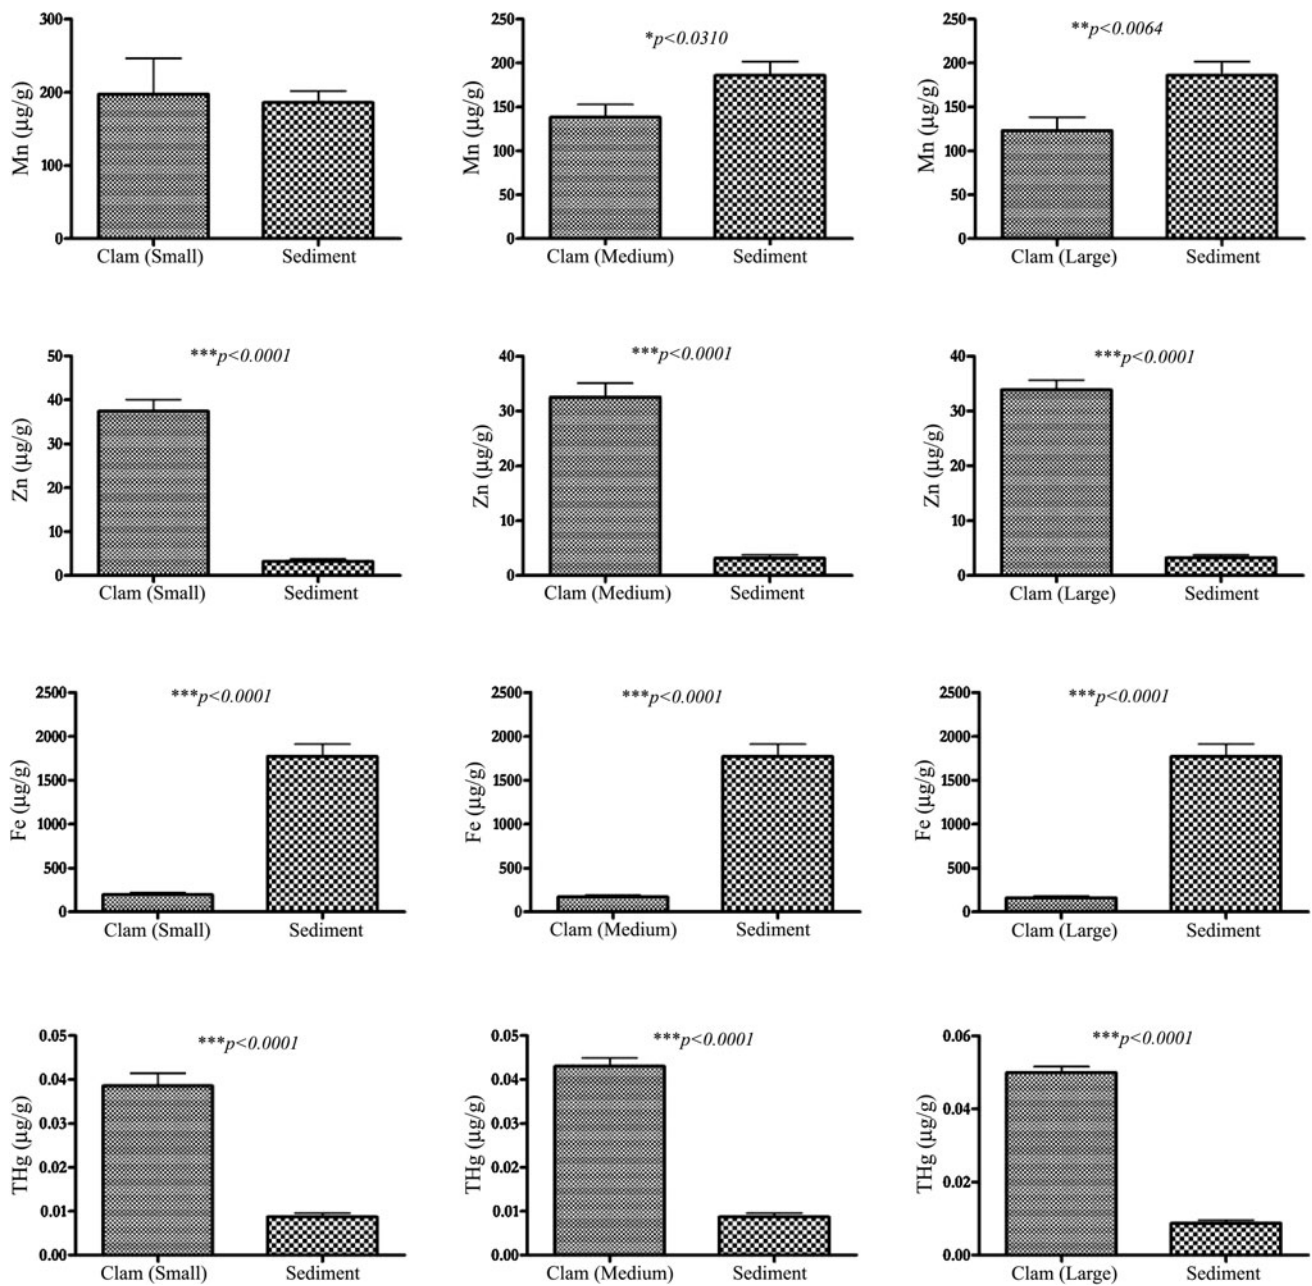 300
200
100
0
Mn (µg/g)
Clam (Small)
Sediment
*p<0.0310
250
200
150
100
50
0
Mn (µg/g)
Clam (Medium)
Sediment
**p<0.0064
250
200
150
100
50
0
Mn (µg/g)
Clam (Large)
Sediment
***p<0.0001
50
40
30
20
10
0
Zn (µg/g)
Clam (Small)
Sediment
***p<0.0001
40
30
20
10
0
Zn (µg/g)
Clam (Medium)
Sediment
***p<0.0001
40
30
20
10
0
Zn (µg/g)
Clam (Large)
Sediment
***p<0.0001
2500
2000
1500
1000
500
0
Fe (µg/g)
Clam (Small)
Sediment
***p<0.0001
2500
2000
1500
1000
500
0
Fe (µg/g)
Clam (Medium)
Sediment
***p<0.0001
2500
2000
1500
1000
500
0
Fe (µg/g)
Clam (Large)
Sediment
***p<0.0001
0.05
0.04
0.03
0.02
0.01
0.00
THg (µg/g)
Clam (Small)
Sediment
***p<0.0001
0.05
0.04
0.03
0.02
0.01
0.00
THg (µg/g)
Clam (Medium)
Sediment
***p<0.0001
0.06
0.04
0.02
0.00
THg (µg/g)
Clam (Large)
Sediment